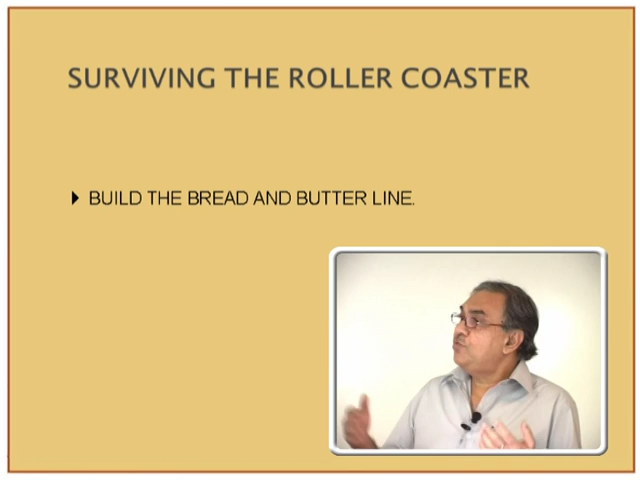 SURVIVING THE ROLLER COASTER
BUILD THE BREAD AND BUTTER LINE.